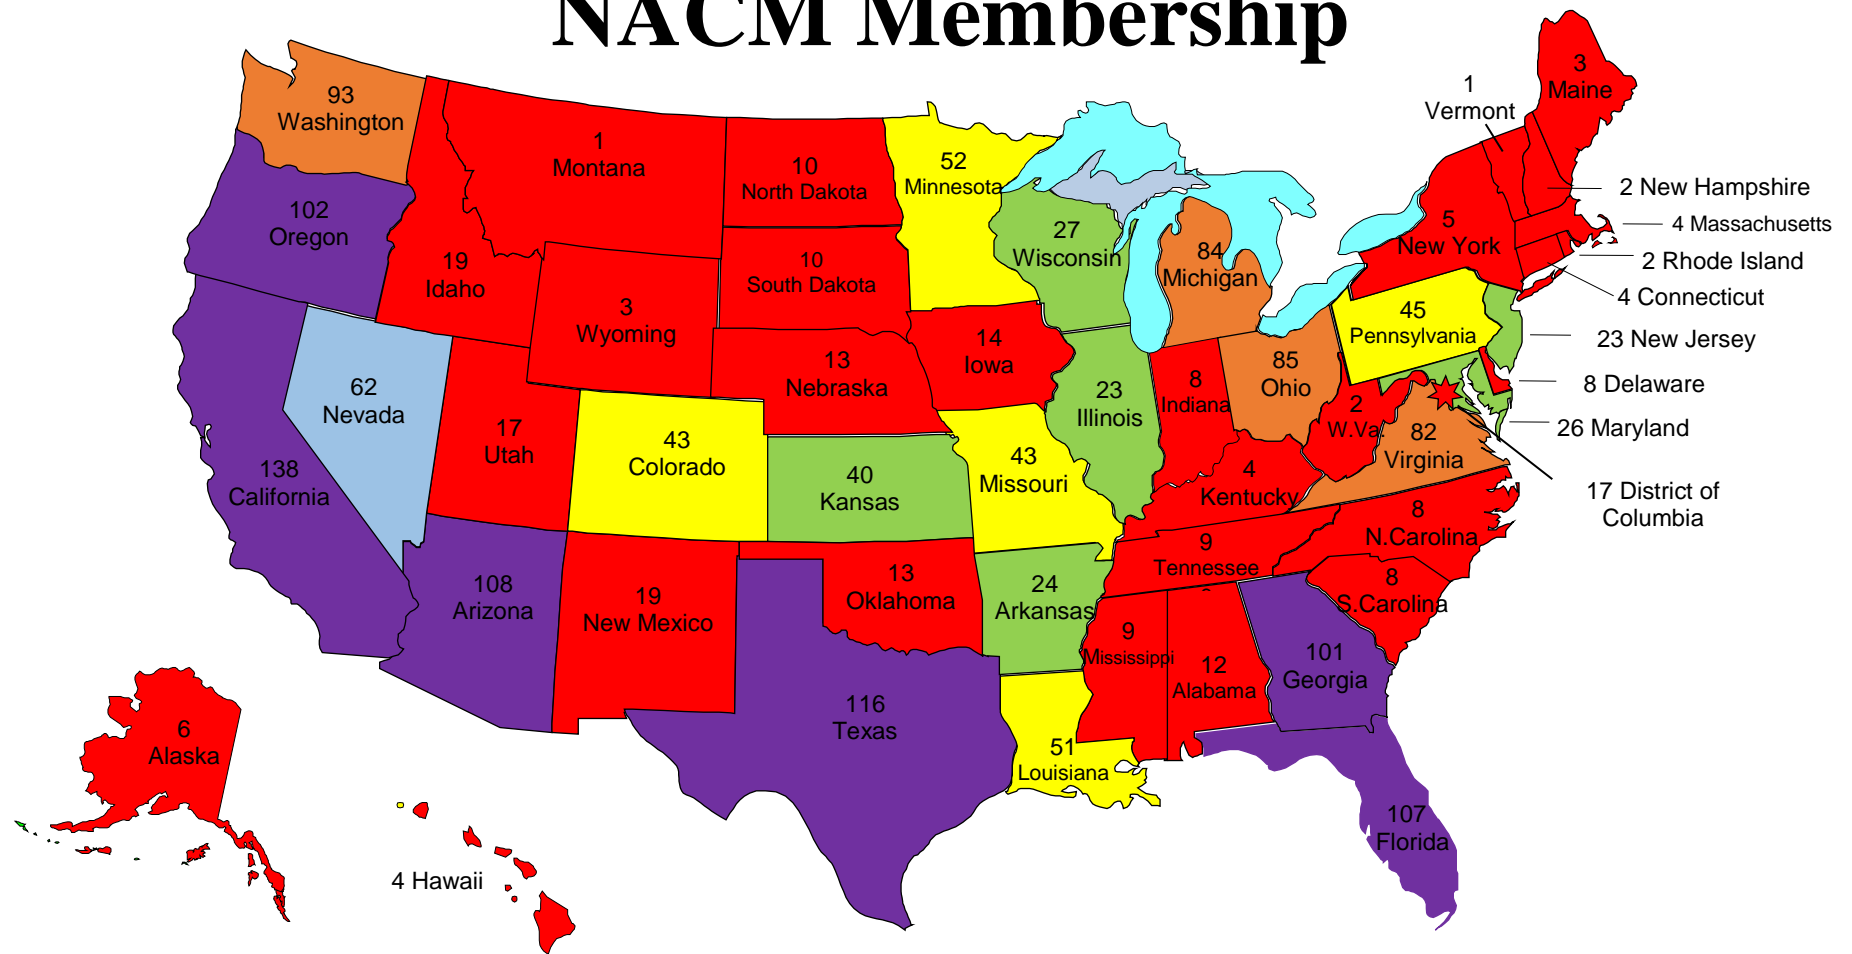 NACM Membership
93
Washington
102
Oregon
138
California
62
Nevada
19
Idaho
1
Montana
3
Wyoming
17
Utah
108
Arizona
43
Colorado
19
New Mexico
10
North Dakota
10
South Dakota
13
Nebraska
40
Kansas
13
Oklahoma
116
Texas
52
Minnesota
14
Iowa
43
Missouri
24
Arkansas
51
Louisiana
27
Wisconsin
23
Illinois
84
Michigan
8
Indiana
85
Ohio
4
Kentucky
9
Tennessee
9
Mississippi
12
Alabama
101
Georgia
107
Florida
8
S.Carolina
8
N.Carolina
82
Virginia
2
W.Va.
45
Pennsylvania
5
New York
1
Vermont
3
Maine
2 New Hampshire
4 Massachusetts
2 Rhode Island
4 Connecticut
23 New Jersey
8 Delaware
26 Maryland
17 District of
Columbia
6
Alaska
4 Hawaii